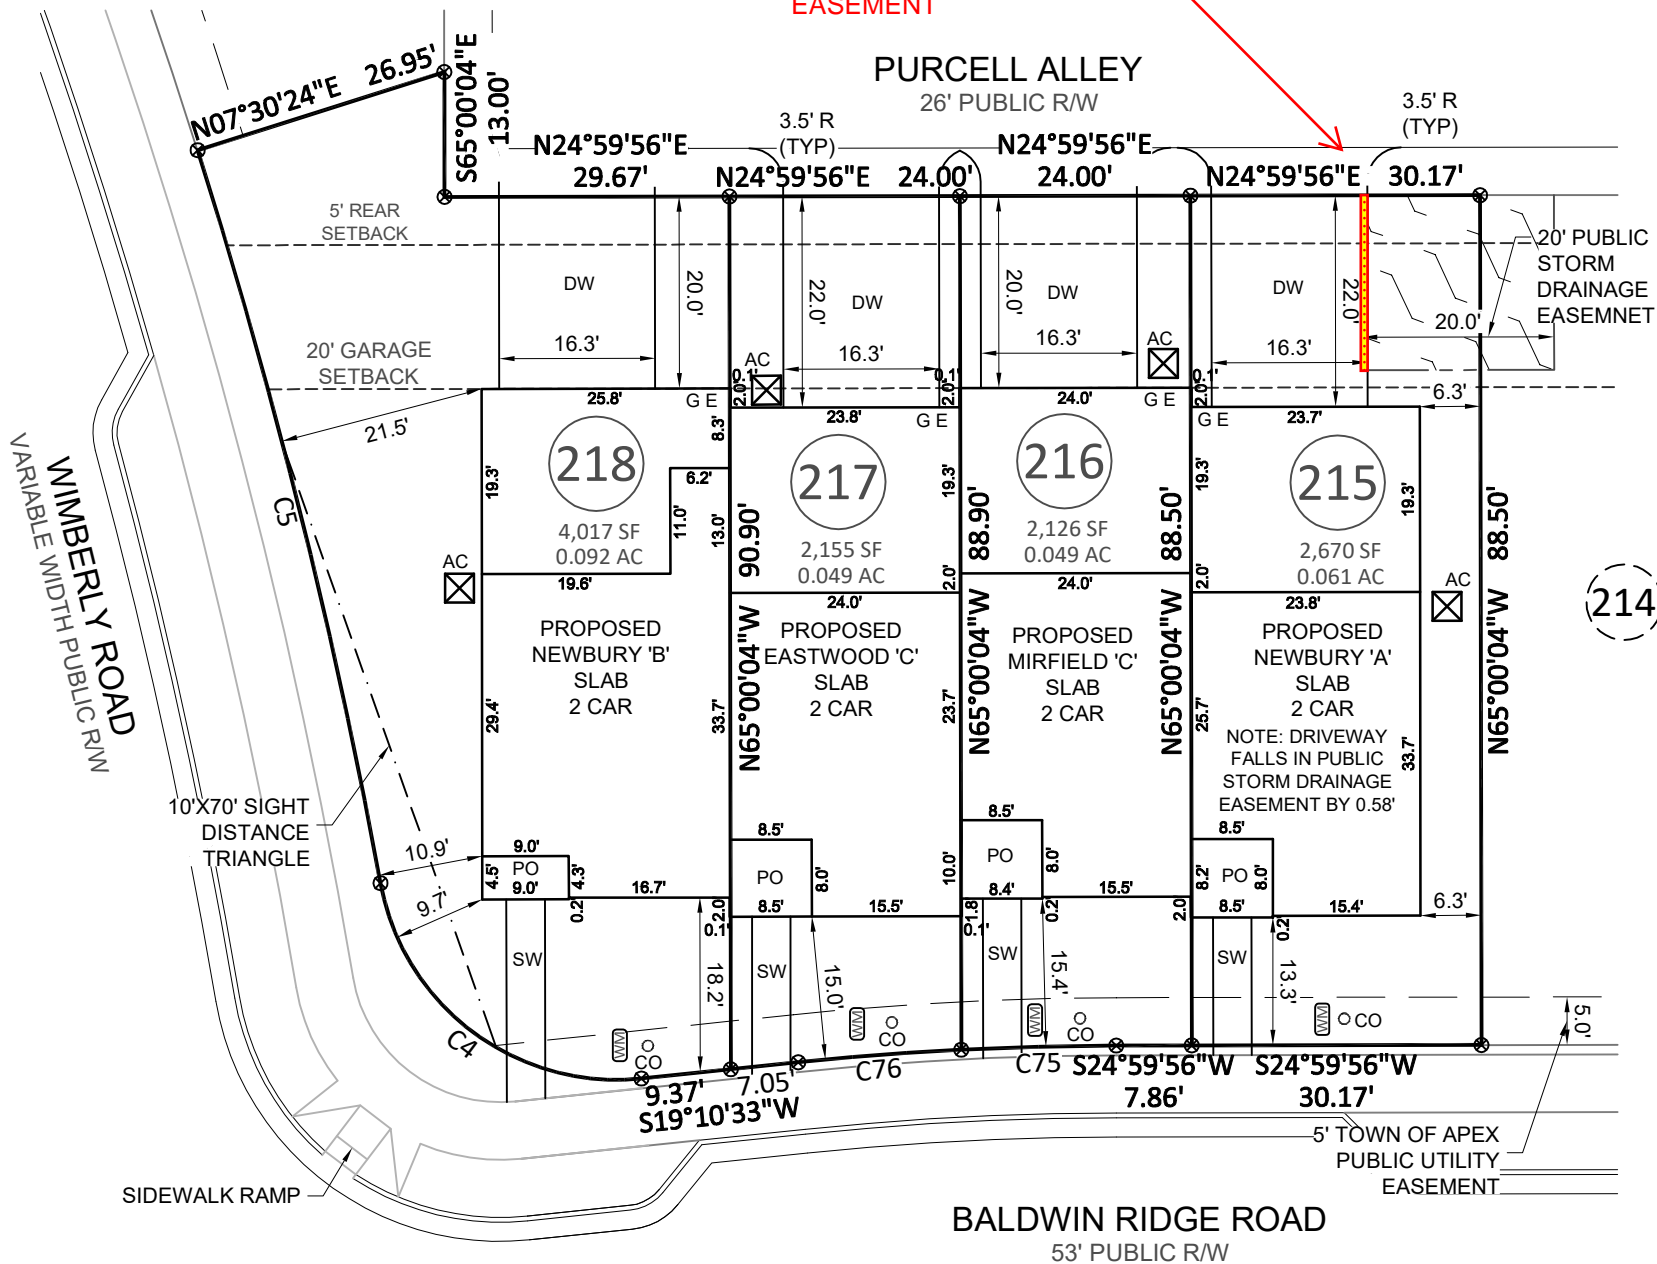 EASEMENT
PURCELL ALLEY
26' PUBLIC R/W
N07°30'24"E 26.95'
S65°00'04"E
13.00'
3.5' R
(TYP)
3.5' R
(TYP)
N24°59'56"E
29.67'
N24°59'56"E 24.00'
N24°59'56"E
24.00'
N24°59'56"E 30.17'
5' REAR
SETBACK
20' PUBLIC
STORM
DRAINAGE
EASEMNET
DW
DW
DW
DW
20.0'
22.0'
20.0'
22.0'
20.0'
16.3'
16.3'
16.3'
16.3'
20' GARAGE
SETBACK
AC
AC
0.1'
2.0'
0.1'
2.0'
0.1'
2.0'
6.3'
21.5'
25.8'
G E
23.8'
G E
24.0'
G E
G E
23.7'
8.3'
218
4,017 SF
0.092 AC
217
2,155 SF
0.049 AC
216
2,126 SF
0.049 AC
215
2,670 SF
0.061 AC
214
19.3'
6.2'
11.0'
13.0'
19.3'
19.3'
19.3'
90.90'
N65°00'04"W
88.90'
N65°00'04"W
88.50'
N65°00'04"W
88.50'
N65°00'04"W
AC
AC
19.6'
24.0'
2.0'
24.0'
2.0'
23.8'
WIMBERLY ROAD
VARIABLE WIDTH PUBLIC R/W
C5
PROPOSED
NEWBURY 'B'
SLAB
2 CAR
PROPOSED
EASTWOOD 'C'
SLAB
2 CAR
PROPOSED
MIRFIELD 'C'
SLAB
2 CAR
PROPOSED
NEWBURY 'A'
SLAB
2 CAR
NOTE: DRIVEWAY
FALLS IN PUBLIC
STORM DRAINAGE
EASEMENT BY 0.58'
29.4'
33.7'
23.7'
25.7'
33.7'
10'X70' SIGHT
DISTANCE
TRIANGLE
10.9'
9.7'
9.0'
PO
9.0'
4.5'
4.3'
0.2'
16.7'
2.0'
0.1'
8.5'
PO
8.0'
8.5'
15.5'
10.0'
8.5'
PO
8.0'
8.4'
1.8'
0.1'
0.2'
15.5'
2.0'
8.5'
8.2'
PO
8.0'
8.5'
0.2'
15.4'
6.3'
SW
SW
SW
SW
18.2'
15.0'
15.4'
13.3'
5.0'
WM
CO
WM
CO
WM
CO
WM
CO
C4
9.37'
7.05'
S19°10'33"W
C76
C75
S24°59'56"W
7.86'
S24°59'56"W
30.17'
5' TOWN OF APEX
PUBLIC UTILITY
EASEMENT
SIDEWALK RAMP
BALDWIN RIDGE ROAD
53' PUBLIC R/W